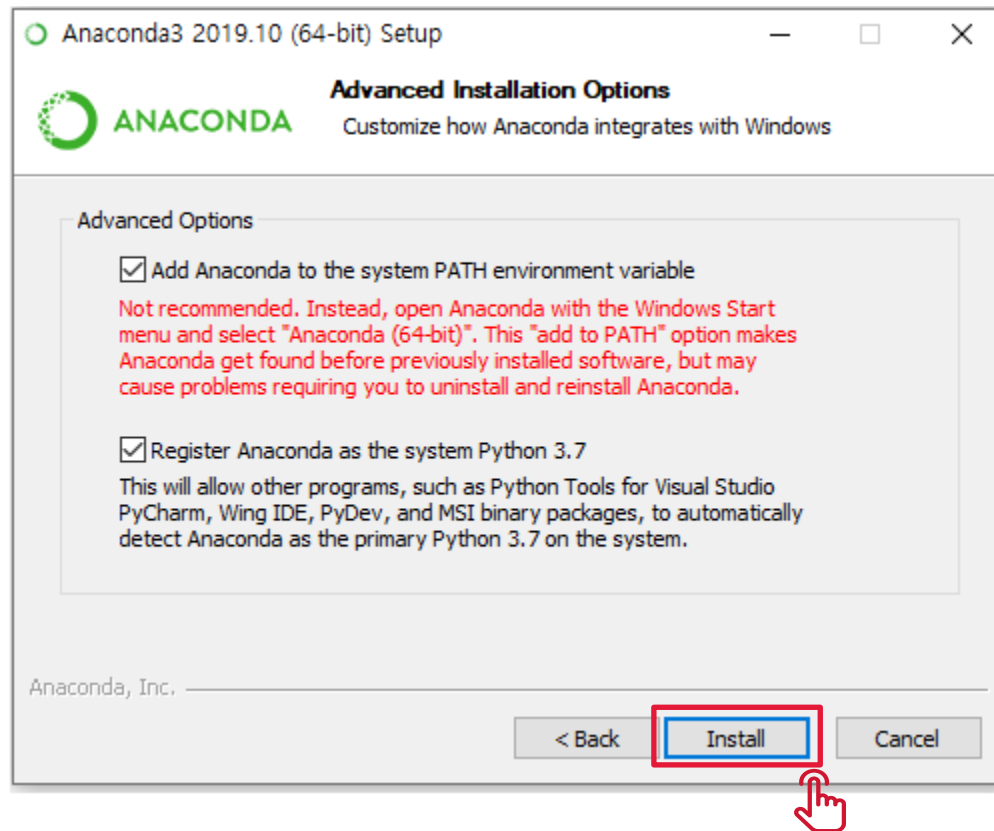 Anaconda3 2019.10 (64-bit) Setup
ANACONDA
Advanced Installation Options
Customize how Anaconda integrates with Windows
Advanced Options
Add Anaconda to the system PATH environment variable
Not recommended. Instead, open Anaconda with the Windows Start
menu and select "Anaconda (64-bit)". This "add to PATH" option makes
Anaconda get found before previously installed software, but may
cause problems requiring you to uninstall and reinstall Anaconda.
Register Anaconda as the system Python 3.7
This will allow other programs, such as Python Tools for Visual Studio
PyCharm, Wing IDE, PyDev, and MSI binary packages, to automatically
detect Anaconda as the primary Python 3.7 on the system.
Anaconda, Inc.
< Back
Install
Cancel